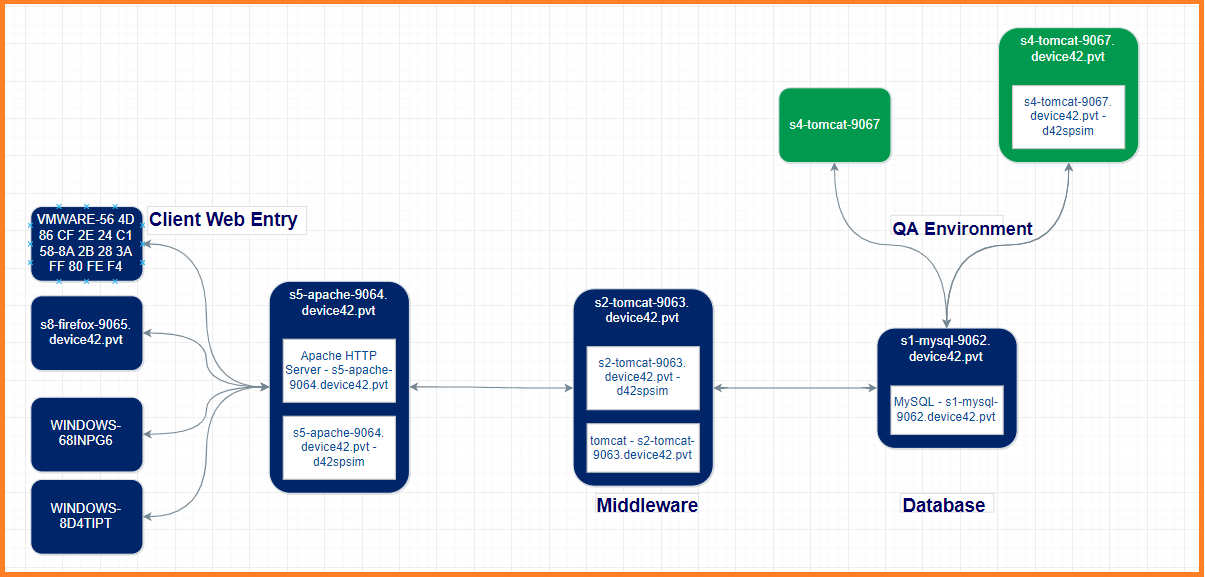 s4-tomcat-9067.
device42.pvt
s4-tomcat-9067.
device42.pvt -
d42spsim
s4-tomcat-9067
QA Environment
VMWARE-56 4D
86 CF 2E 24 C1
58-8A 2B 28 3A
FF 80 FE F4
Client Web Entry
s8-firefox-9065.
device42.pvt
WINDOWS-
68INPG6
WINDOWS-
8D4TIPT
s5-apache-9064.
device42.pvt
Apache HTTP
Server - s5-apache-
9064.device42.pvt
s5-apache-9064.
device42.pvt -
d42spsim
s2-tomcat-9063.
device42.pvt
s2-tomcat-9063.
device42.pvt -
d42spsim
tomcat - s2-tomcat-
9063.device42.pvt
Middleware
s1-mysql-9062.
device42.pvt
MySQL - s1-mysql-
9062.device42.pvt
Database